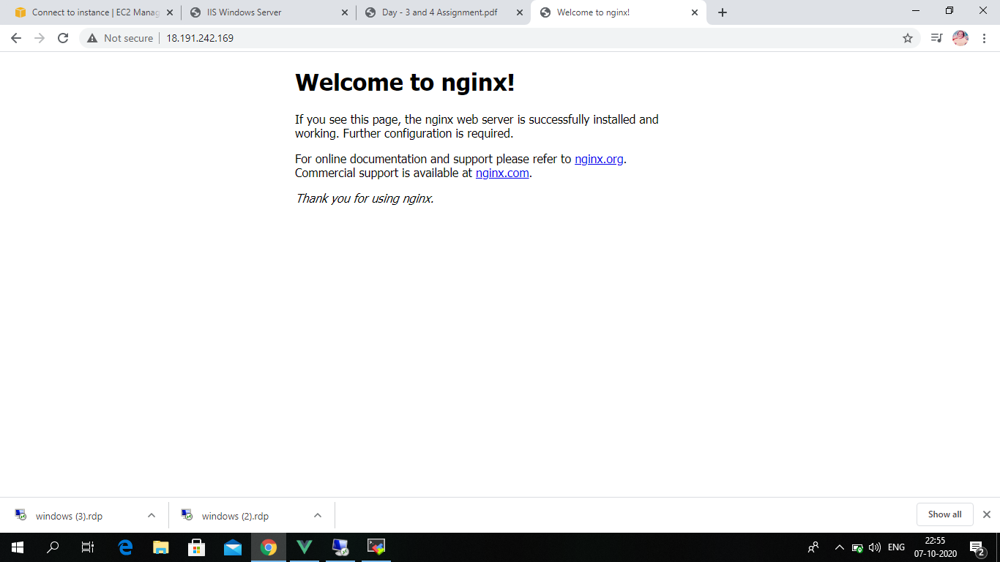 Connect to instance | EC2 Manag
IIS Windows Server
Day - 3 and 4 Assignment.pdf
Welcome to nginx!
Not secure
18.191.242.169
Welcome to nginx!
If you see this page, the nginx web server is successfully installed and
working. Further configuration is required.
For online documentation and support please refer to nginx.org.
Commercial support is available at nginx.com.
Thank you for using nginx.
windows (3).rdp
windows (2).rdp
Show all
ENG
22:55
07-10-2020
2